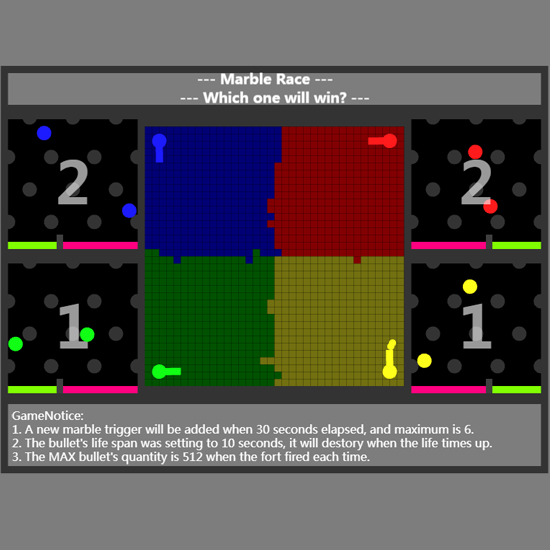 --- Marble Race ---
--- Which one will win? ---
2
2
1
1
GameNotice:
1. A new marble trigger will be added when 30 seconds elapsed, and maximum is 6.
2. The bullet's life span was setting to 10 seconds, it will destory when the life times up.
3. The MAX bullet's quantity is 512 when the fort fired each time.